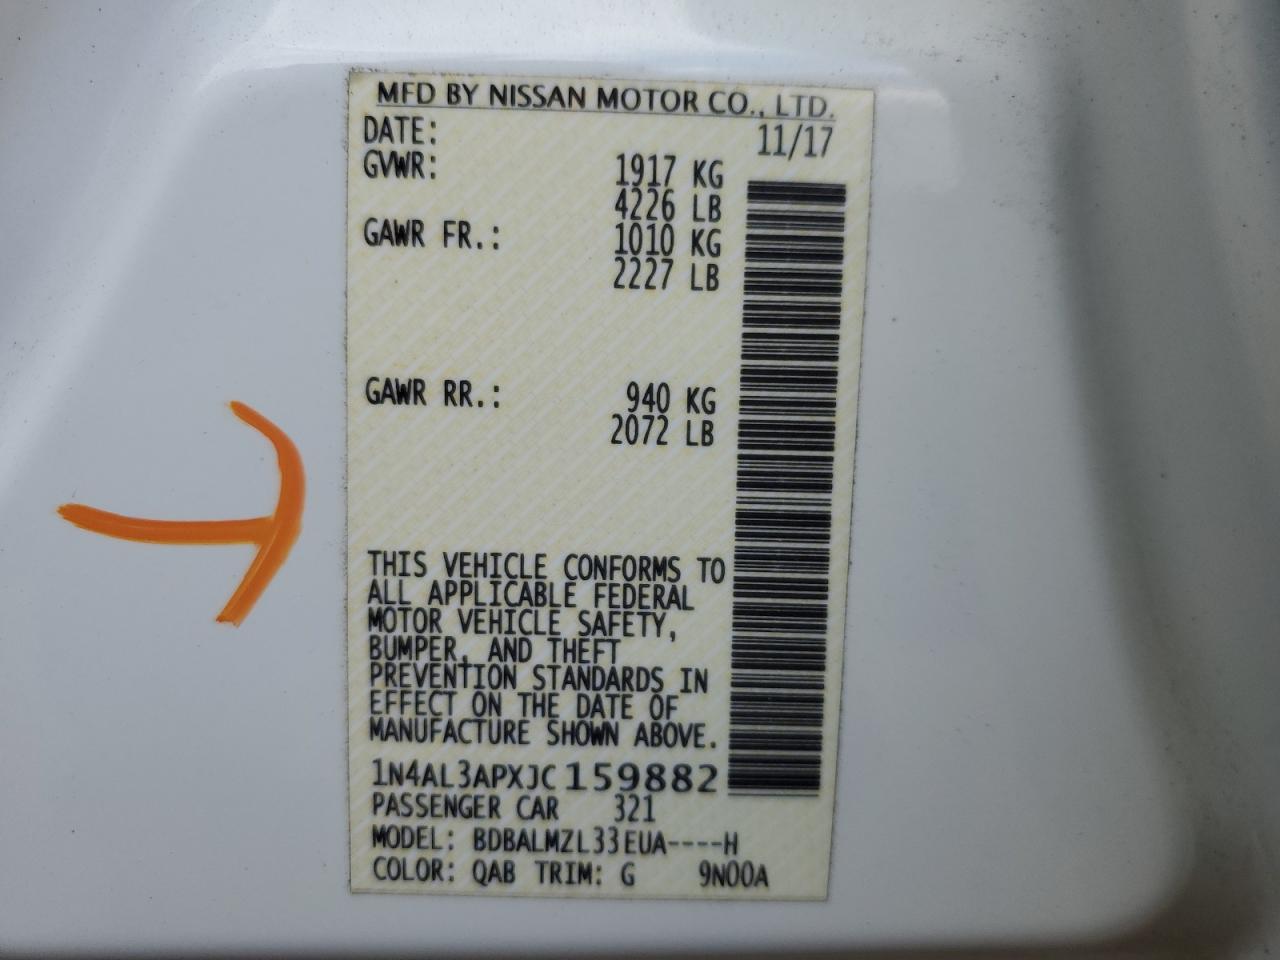 MFD BY NISSAN MOTOR CO., LTD.
DATE: 11/17
GVWR: 1917 KG
4226 LB
GAWR FR.: 1010 KG
2227 LB
GAWR RR.: 940 KG
2072 LB
THIS VEHICLE CONFORMS TO
ALL APPLICABLE FEDERAL
MOTOR VEHICLE SAFETY,
BUMPER, AND THEFT
PREVENTION STANDARDS IN
EFFECT ON THE DATE OF
MANUFACTURE SHOWN ABOVE.
1N4AL3APXJC159882
PASSENGER CAR 321
MODEL: BDBALMZL33EUA----H
COLOR: QAB TRIM: G 9N00A